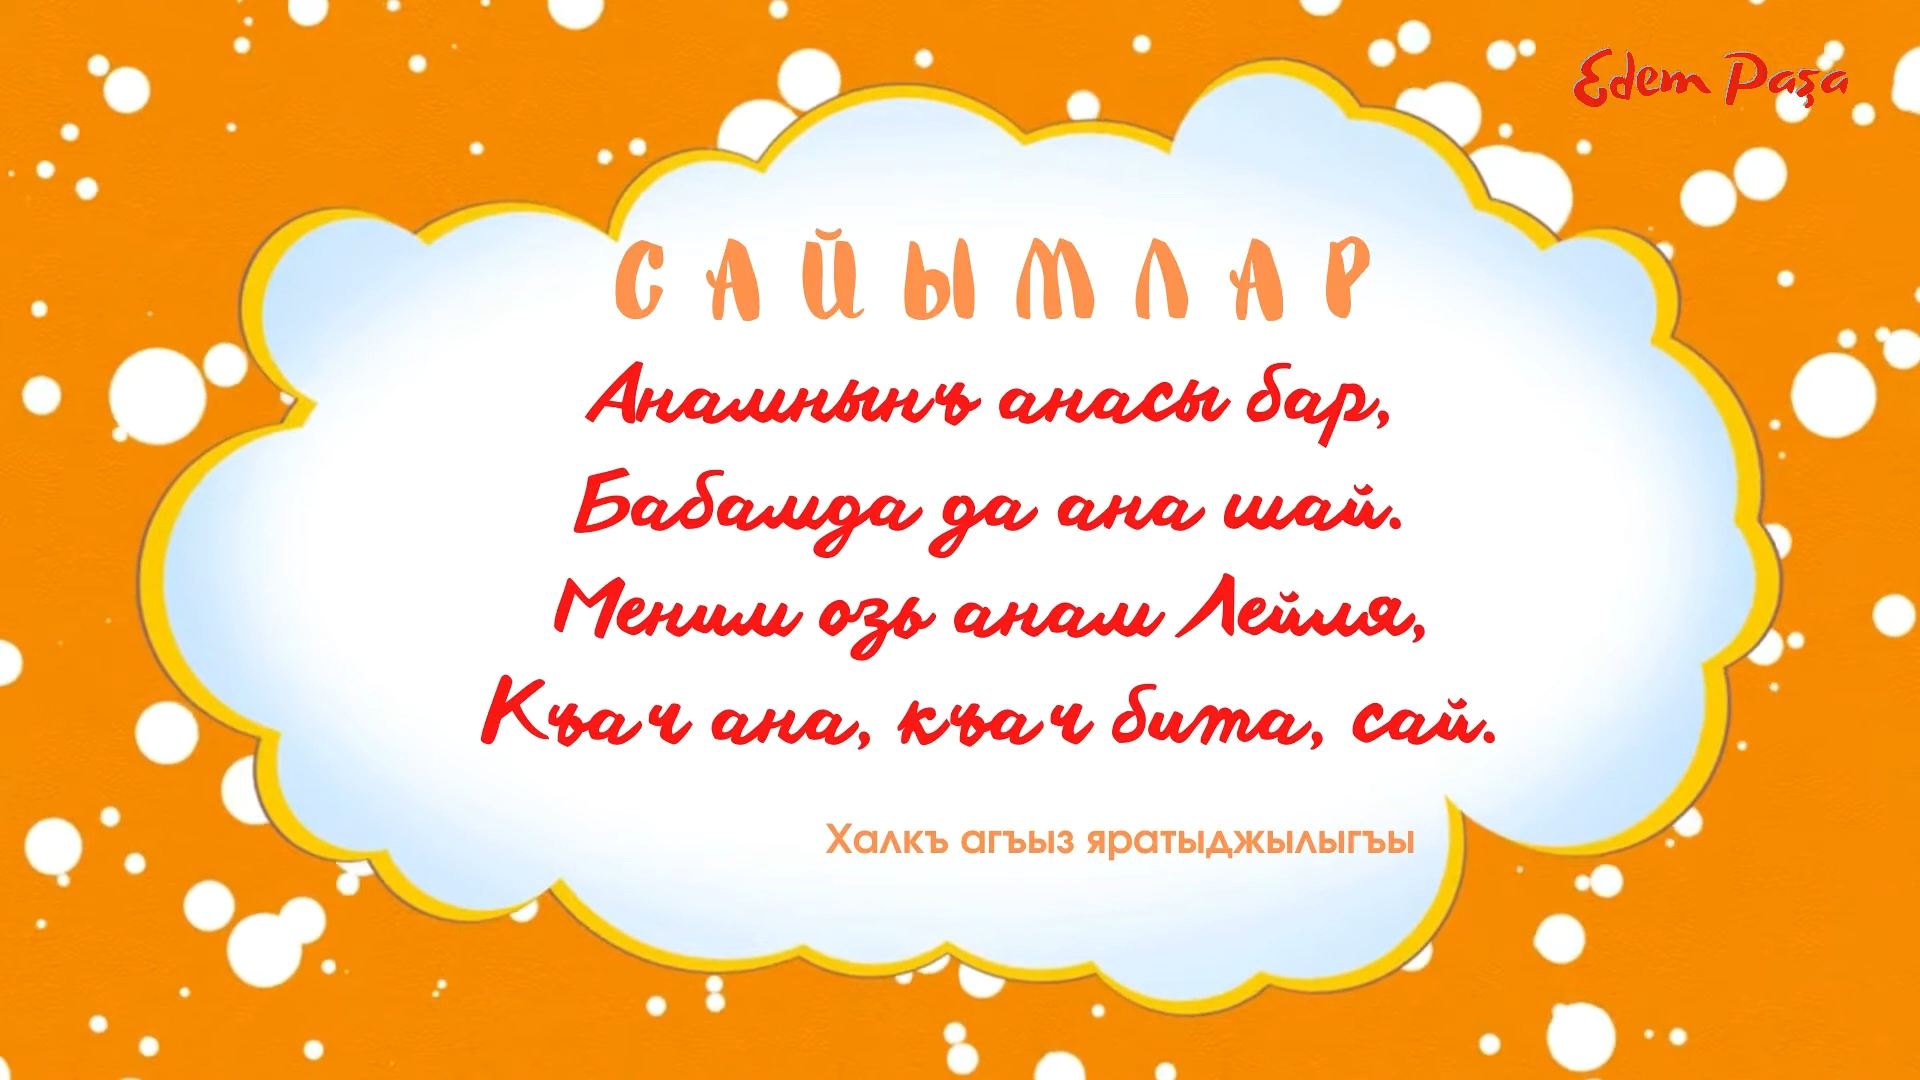 Edem Paşa
САЙЫМЛАР
Анамнынъ анасы бар,
Бабамда да ана шай.
Меним озь анам Лейля,
Къач ана, къач бита, сай.
Халкъ агъыз яратыджылыгъы